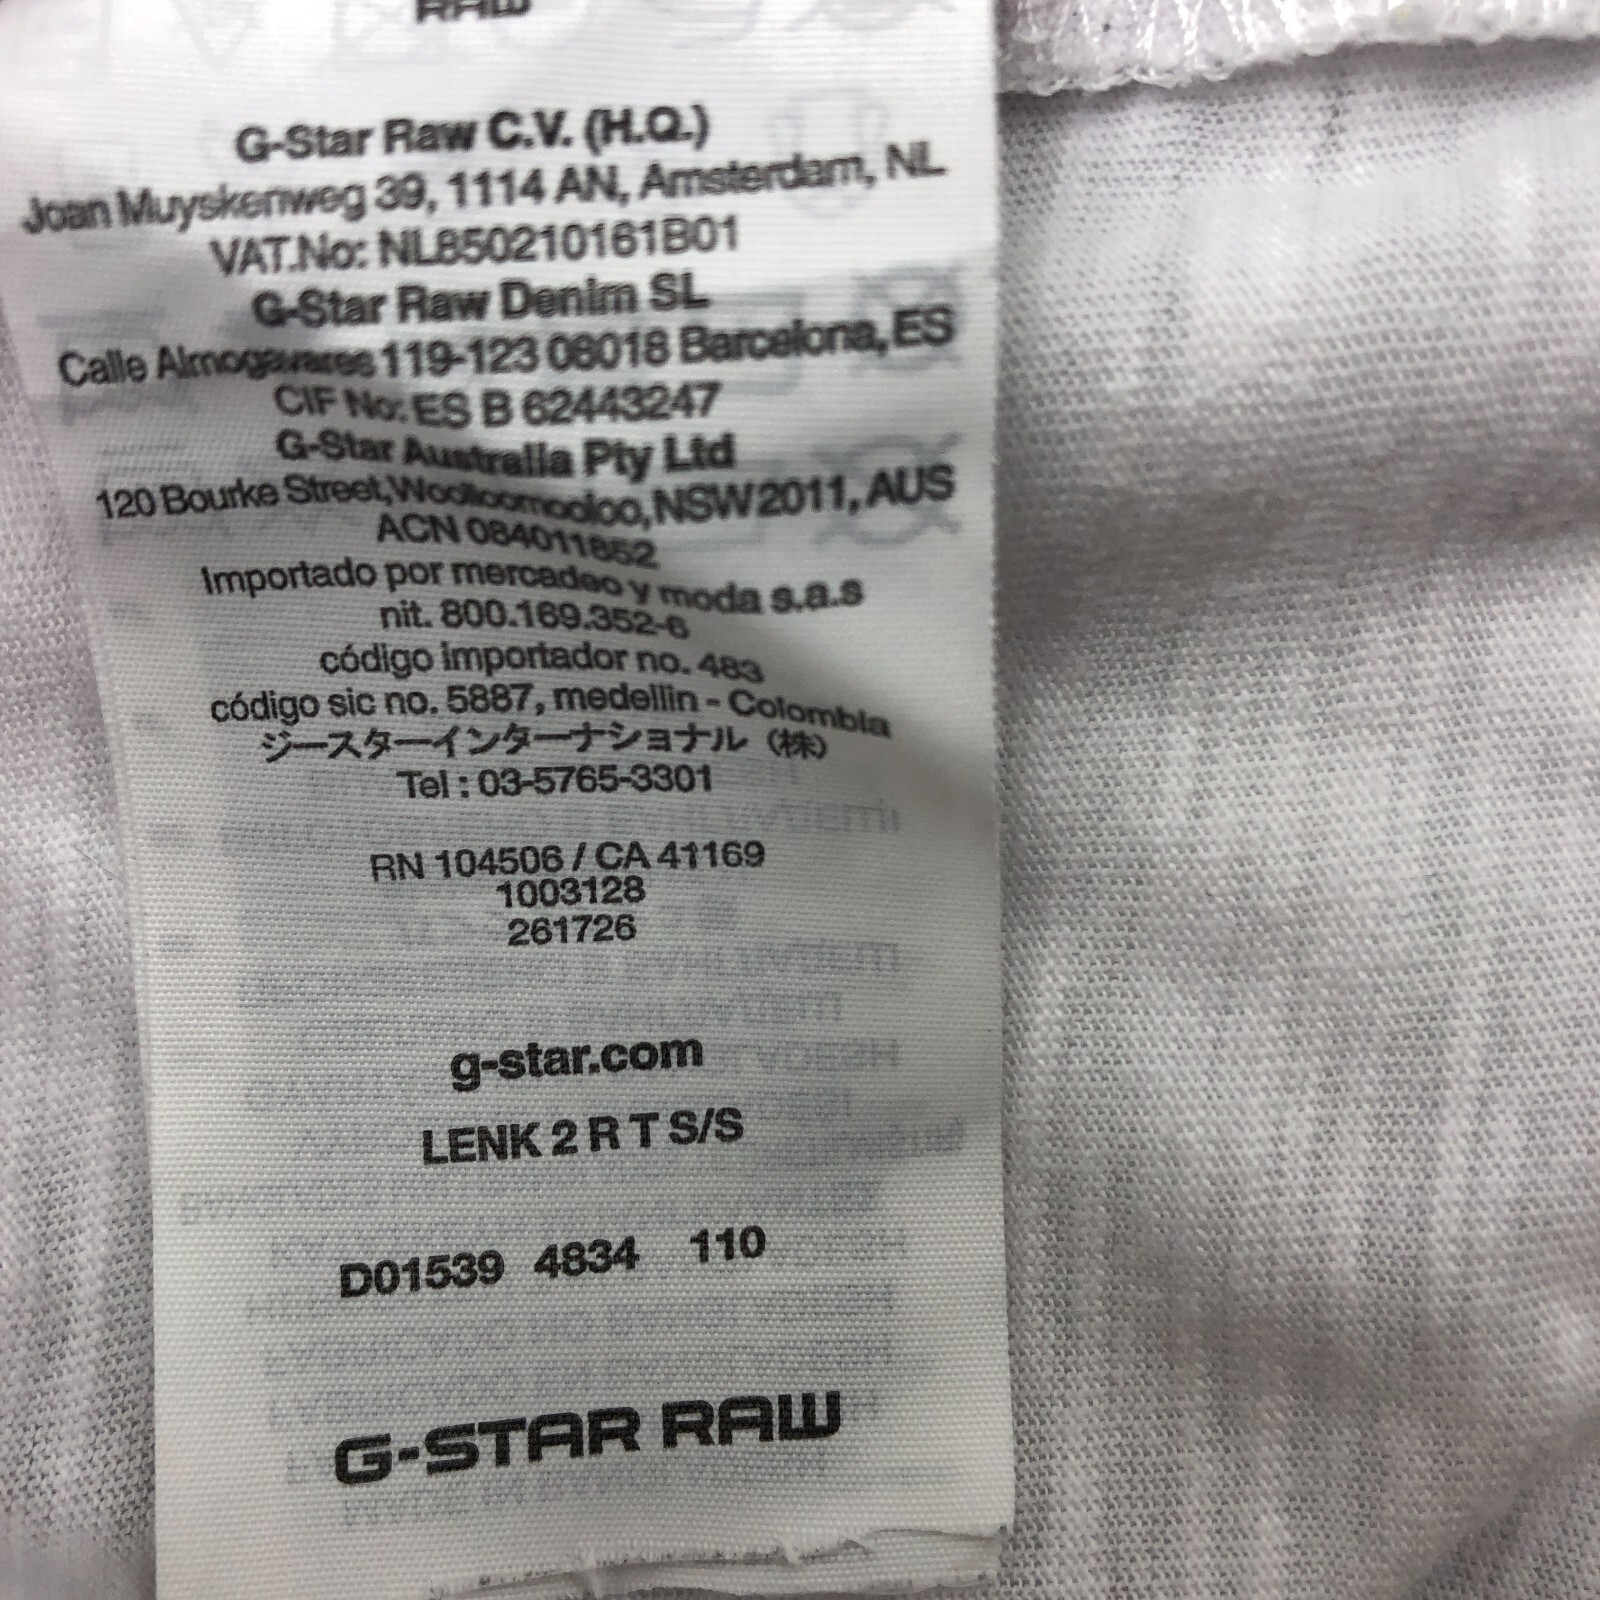 RAW
G-Star Raw C.V. (H.Q.)
Joan Muyskenweg 39, 1114 AN, Amsterdam, NL
VAT.No: NL850210161B01
G-Star Raw Denim SL
Calle Almogavares 119-123 08018 Barcelona, ES
CIF No: ES B 62443247
G-Star Australia Pty Ltd
120 Bourke Street, Woolloomooloo, NSW 2011, AUS
ACN 084011852
Importado por mercadeo y moda s.a.s
nit. 800.169.352-6
código importador no. 483
código sic no. 5887, medellin - Colombia
ジースターインターナショナル (株)
Tel : 03-5765-3301
RN 104506 / CA 41169
1003128
261726
g-star.com
LENK 2 R T S/S
D01539 4834 110
G-STAR RAW